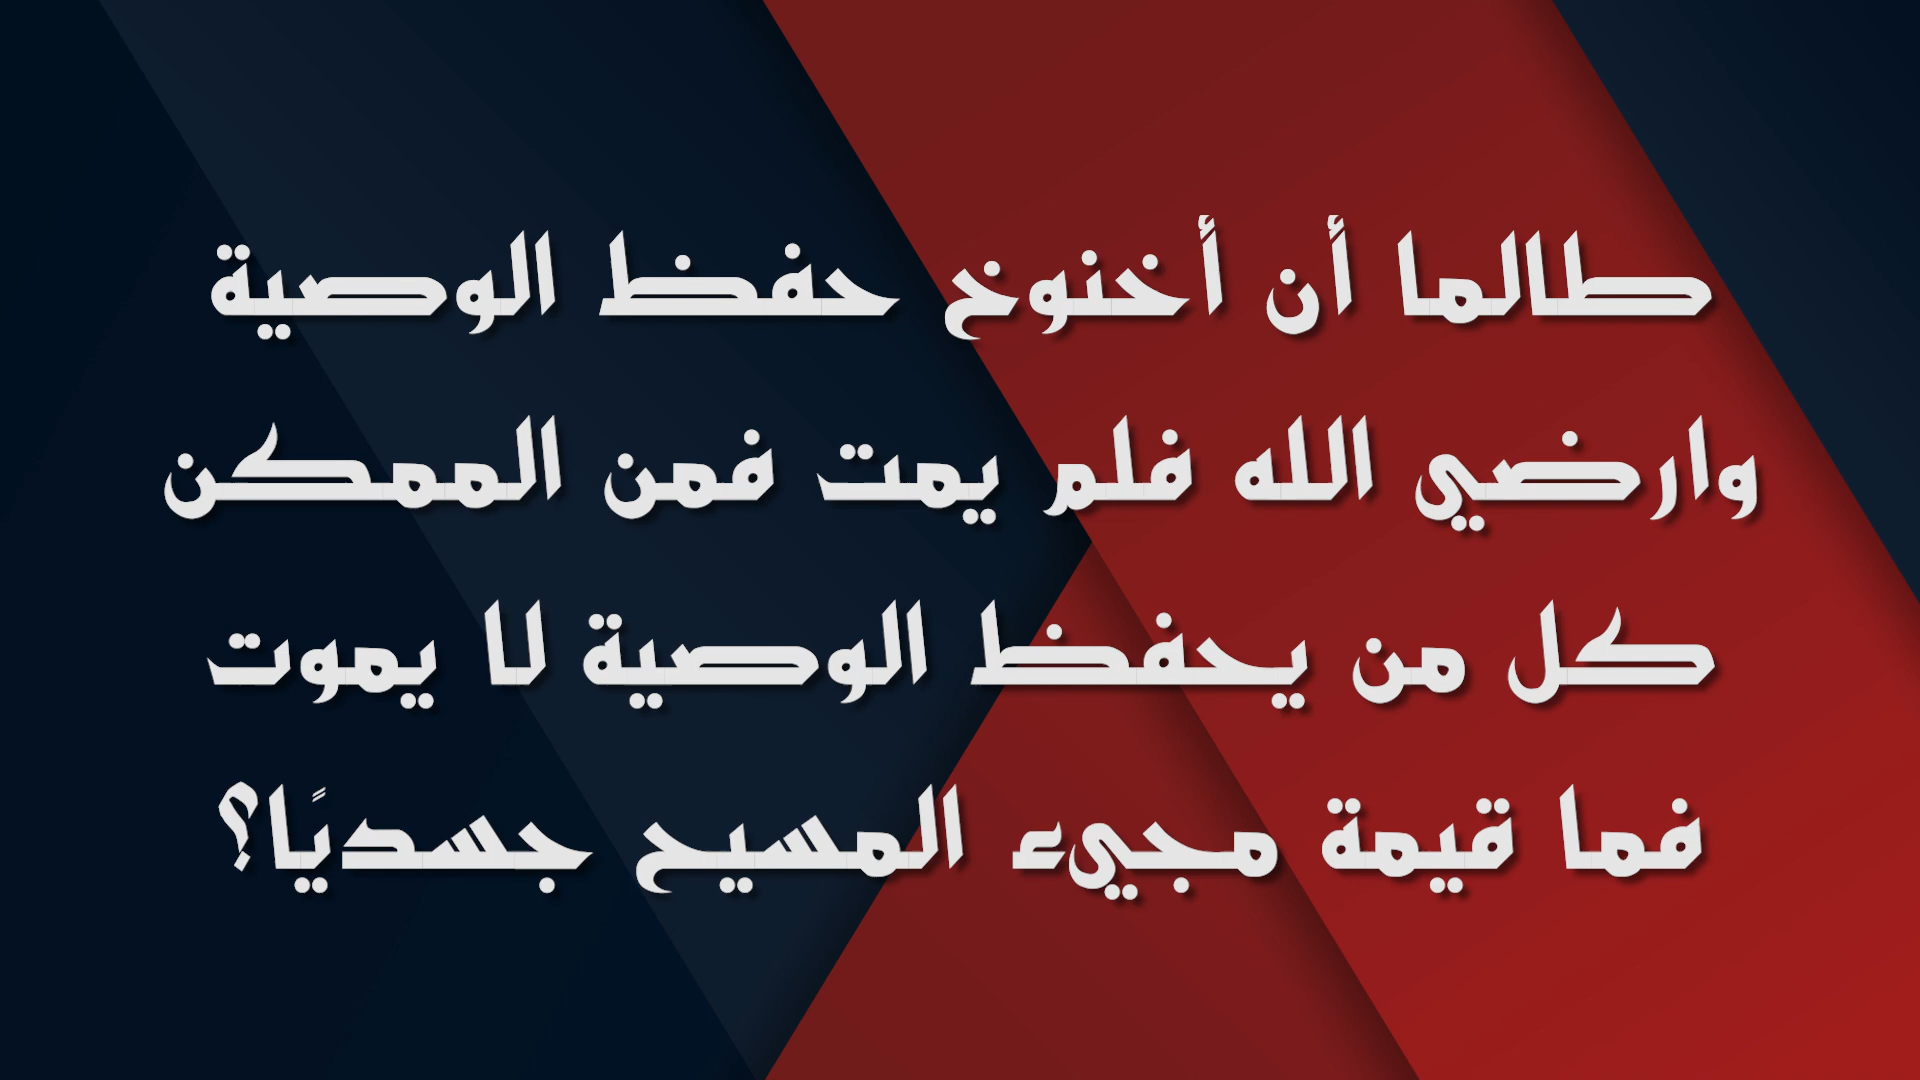 طالما أن أخنوخ حفظ الوصية
وارضي الله فلم يمت فمن الممكن
كل من يحفظ الوصية لا يموت
فما قيمة مجيء المسيح جسديًا؟